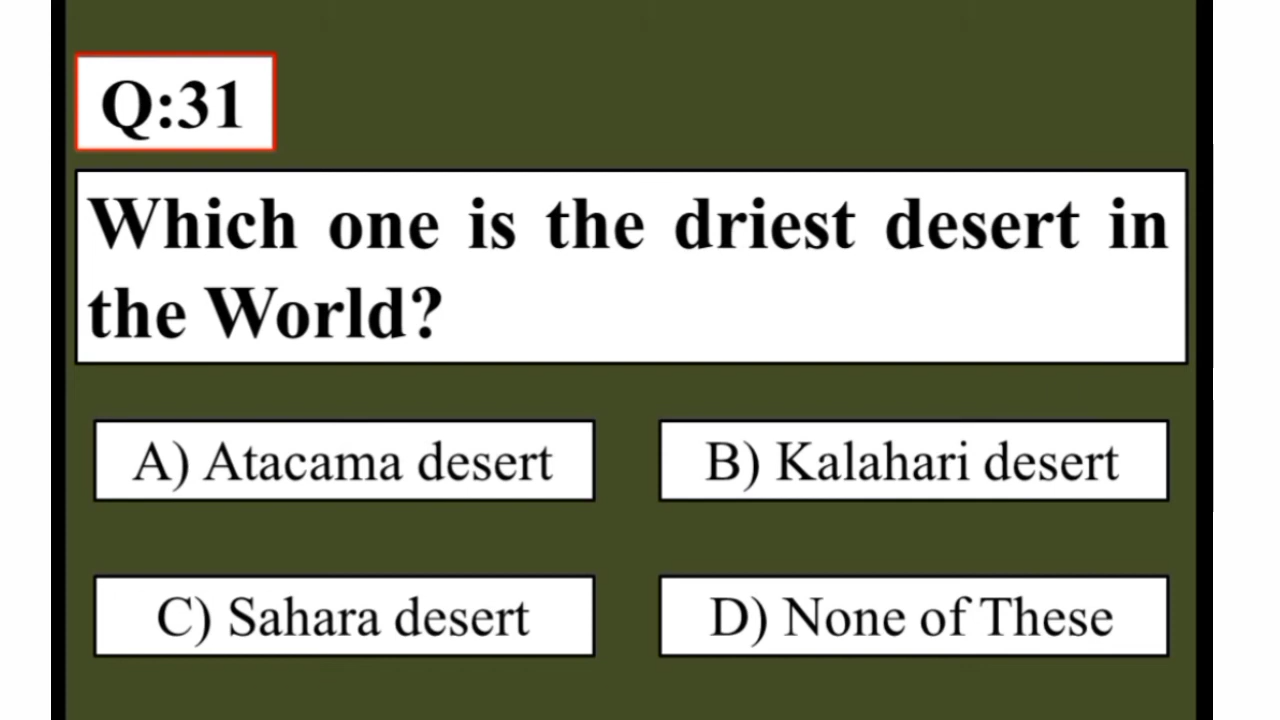 Q:31
Which one is the driest desert in
the World?
A) Atacama desert
B) Kalahari desert
C) Sahara desert
D) None of These